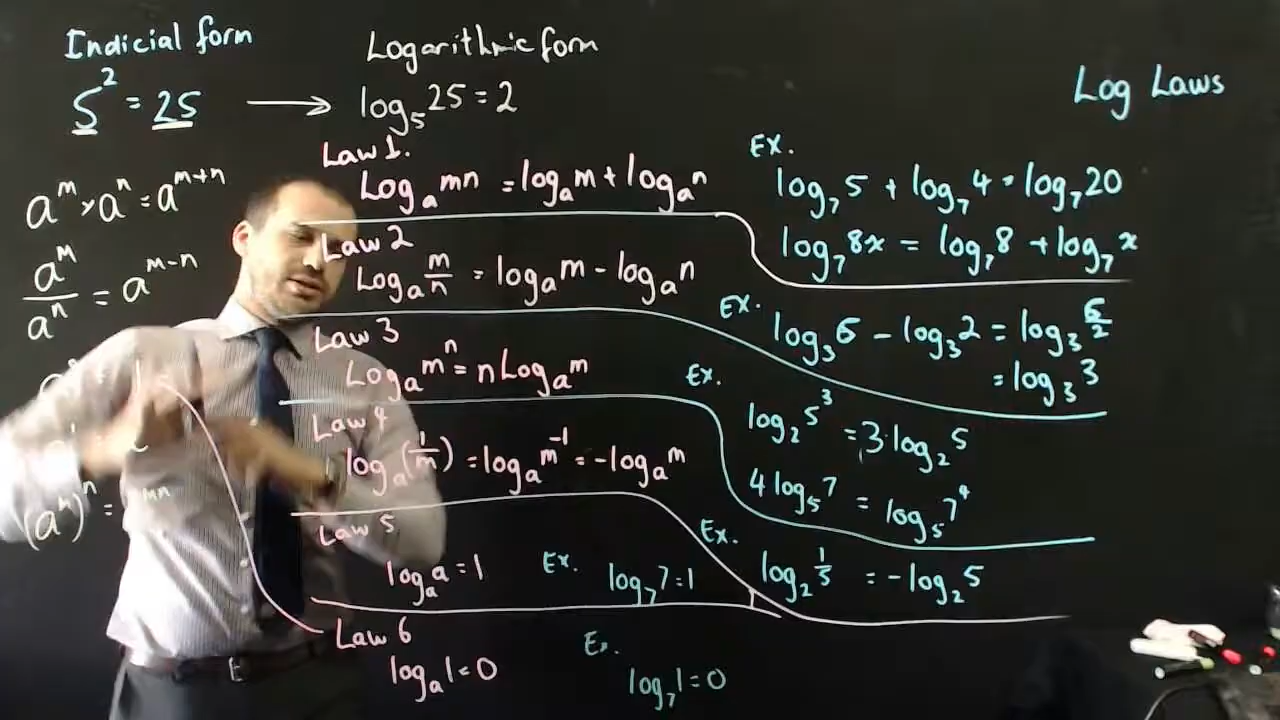 Indicial form
5² = 25 → 
Logarithmic form
log₅25 = 2
Log Laws
aᵐ × aⁿ = aᵐ⁺ⁿ
aᵐ/aⁿ = aᵐ⁻ⁿ
(aᵐ)ⁿ =
Law 1.
Logₐmn = logₐm + logₐn
Ex.
log₇5 + log₇4 = log₇20
log₇8x = log₇8 + log₇x
Law 2
Logₐ m/n = logₐm - logₐn
Ex.
log₃6 - log₃2 = log₃ 6/2
= log₃3
Law 3
Logₐmⁿ = nLogₐm
Ex.
log₂5³ = 3·log₂5
4log₅7 = log₅7⁴
Law 4
logₐ(1/m) = logₐm⁻¹ = -logₐm
Ex.
log₂ 1/5 = -log₂5
Law 5
logₐa = 1
Ex.
log₇7 = 1
Law 6
logₐ1 = 0
Ex.
log₇1 = 0